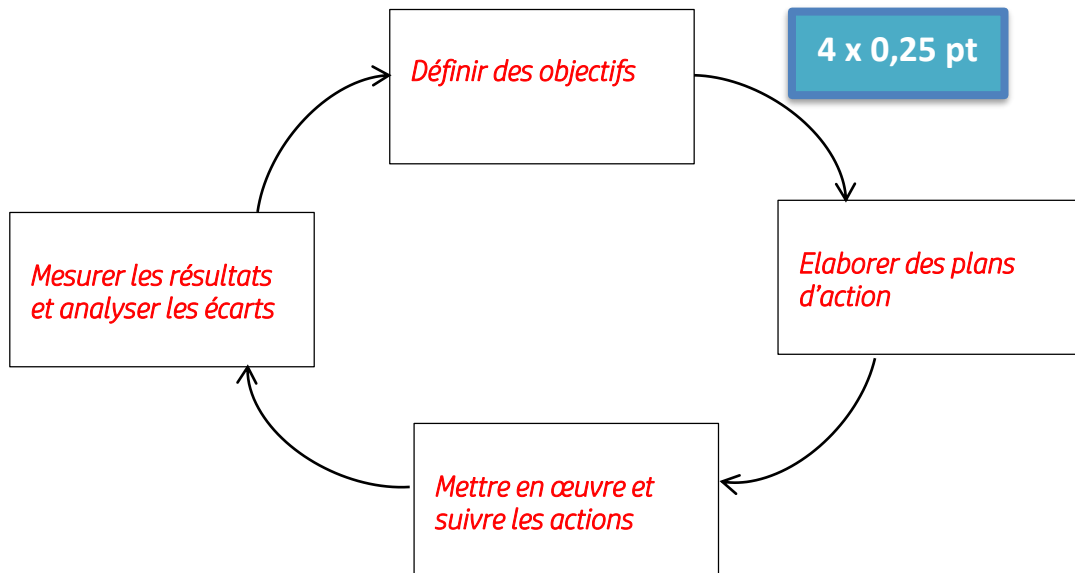 Définir des objectifs
4 x 0,25 pt
Elaborer des plans
d’action
Mettre en œuvre et
suivre les actions
Mesurer les résultats
et analyser les écarts